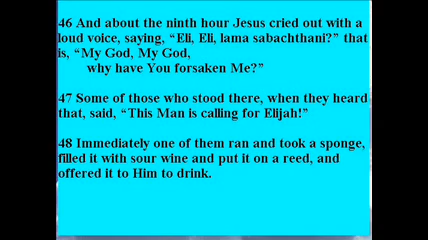 46 And about the ninth hour Jesus cried out with a
loud voice, saying, “Eli, Eli, lama sabachthani?” that
is, “My God, My God,
why have You forsaken Me?”
47 Some of those who stood there, when they heard
that, said, “This Man is calling for Elijah!”
48 Immediately one of them ran and took a sponge,
filled it with sour wine and put it on a reed, and
offered it to Him to drink.